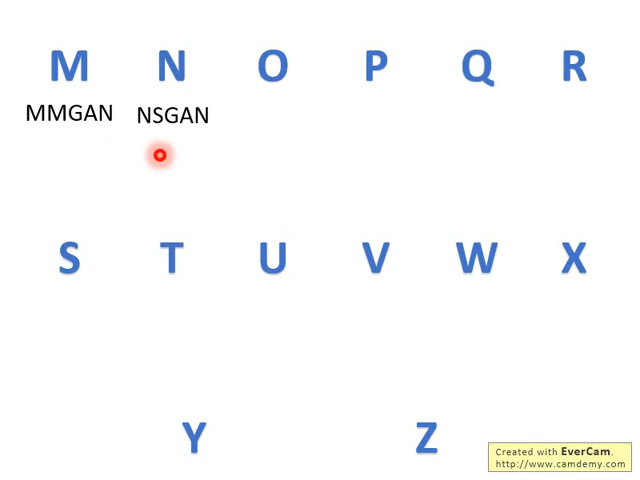 M N O P Q R
MMGAN NSGAN
S T U V W X
Y Z
Created with EverCam.
http://www.camdemy.com